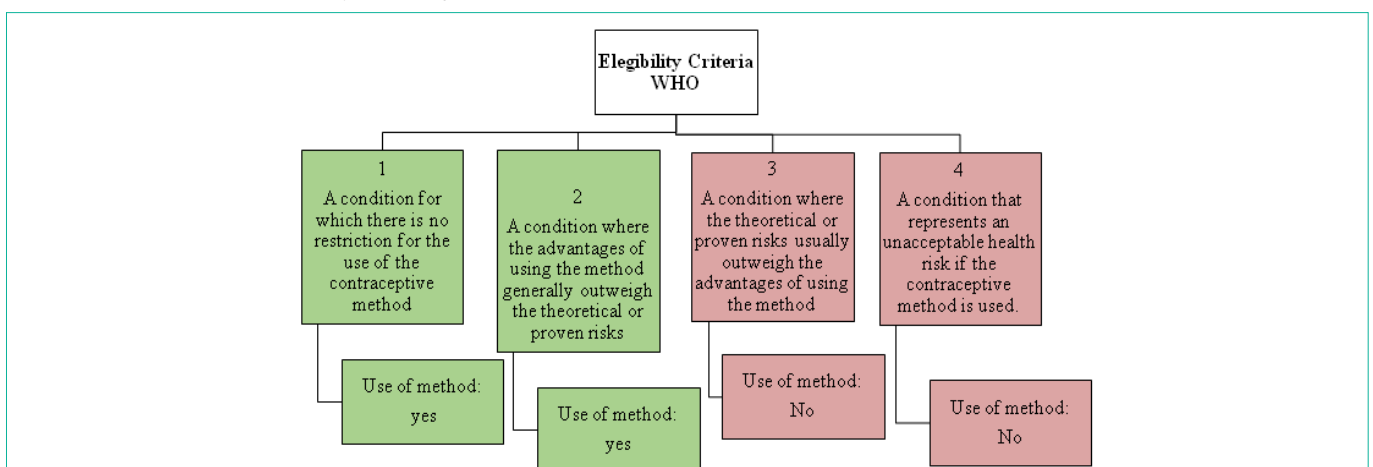 Elegibility Criteria
WHO
1
A condition for
which there is no
restriction for the
use of the
contraceptive
method
2
A condition where
the advantages of
using the method
generally outweigh
the theoretical or
proven risks
3
A condition where
the theoretical or
proven risks usually
outweigh the
advantages of using
the method
4
A condition that
represents an
unacceptable health
risk if the
contraceptive
method is used.
Use of method:
yes
Use of method:
yes
Use of method:
No
Use of method:
No